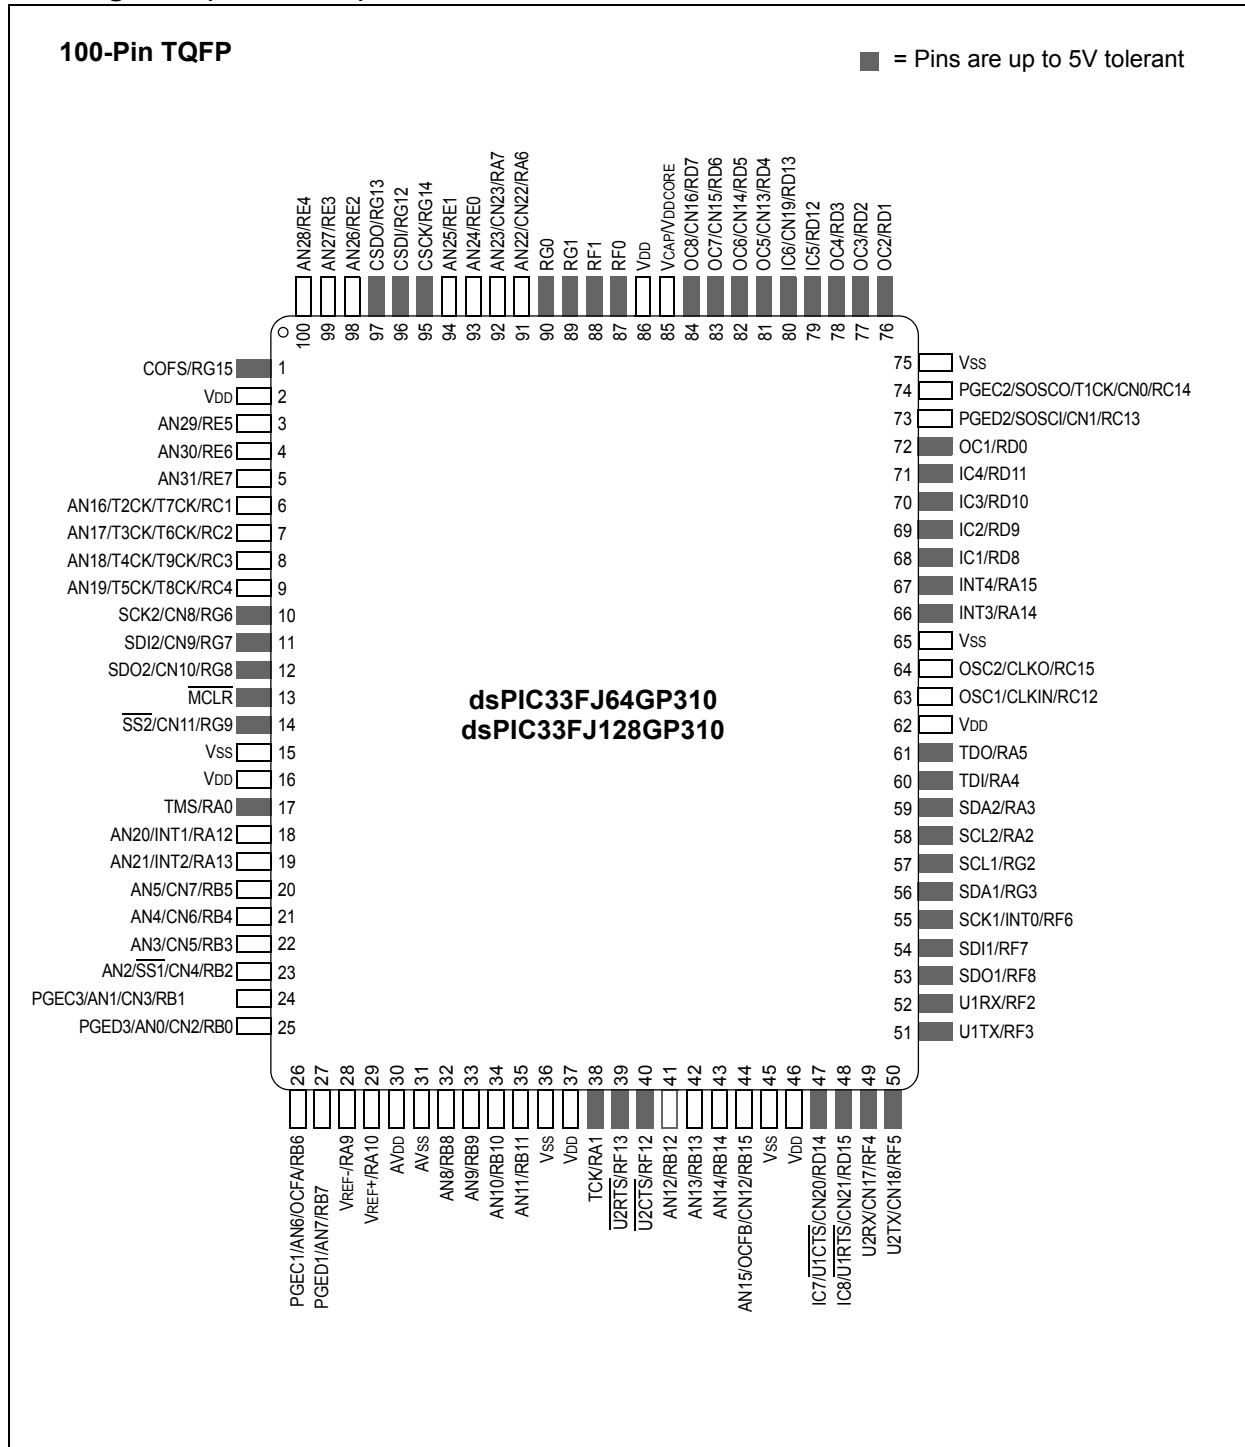 100-Pin TQFP
= Pins are up to 5V tolerant
AN28/RE4
AN27/RE3
AN26/RE2
CSDO/RG13
CSDI/RG12
CSCK/RG14
AN25/RE1
AN24/RE0
AN23/CN23/RA7
AN22/CN22/RA6
RG0
RG1
RF1
RF0
VDD
VCAP/VDDCORE
OC8/CN16/RD7
OC7/CN15/RD6
OC6/CN14/RD5
OC5/CN13/RD4
IC6/CN19/RD13
IC5/RD12
OC4/RD3
OC3/RD2
OC2/RD1
100 99 98 97 96 95 94 93 92 91 90 89 88 87 86 85 84 83 82 81 80 79 78 77 76
COFS/RG15 1
VDD 2
AN29/RE5 3
AN30/RE6 4
AN31/RE7 5
AN16/T2CK/T7CK/RC1 6
AN17/T3CK/T6CK/RC2 7
AN18/T4CK/T9CK/RC3 8
AN19/T5CK/T8CK/RC4 9
SCK2/CN8/RG6 10
SDI2/CN9/RG7 11
SDO2/CN10/RG8 12
MCLR 13
SS2/CN11/RG9 14
VSS 15
VDD 16
TMS/RA0 17
AN20/INT1/RA12 18
AN21/INT2/RA13 19
AN5/CN7/RB5 20
AN4/CN6/RB4 21
AN3/CN5/RB3 22
AN2/SS1/CN4/RB2 23
PGEC3/AN1/CN3/RB1 24
PGED3/AN0/CN2/RB0 25
dsPIC33FJ64GP310
dsPIC33FJ128GP310
75 VSS
74 PGEC2/SOSCO/T1CK/CN0/RC14
73 PGED2/SOSCI/CN1/RC13
72 OC1/RD0
71 IC4/RD11
70 IC3/RD10
69 IC2/RD9
68 IC1/RD8
67 INT4/RA15
66 INT3/RA14
65 VSS
64 OSC2/CLKO/RC15
63 OSC1/CLKIN/RC12
62 VDD
61 TDO/RA5
60 TDI/RA4
59 SDA2/RA3
58 SCL2/RA2
57 SCL1/RG2
56 SDA1/RG3
55 SCK1/INT0/RF6
54 SDI1/RF7
53 SDO1/RF8
52 U1RX/RF2
51 U1TX/RF3
26 27 28 29 30 31 32 33 34 35 36 37 38 39 40 41 42 43 44 45 46 47 48 49 50
PGEC1/AN6/OCFA/RB6
PGED1/AN7/RB7
VREF-/RA9
VREF+/RA10
AVDD
AVSS
AN8/RB8
AN9/RB9
AN10/RB10
AN11/RB11
VSS
VDD
TCK/RA1
U2RTS/RF13
U2CTS/RF12
AN12/RB12
AN13/RB13
AN14/RB14
AN15/OCFB/CN12/RB15
VSS
VDD
IC7/U1CTS/CN20/RD14
IC8/U1RTS/CN21/RD15
U2RX/CN17/RF4
U2TX/CN18/RF5